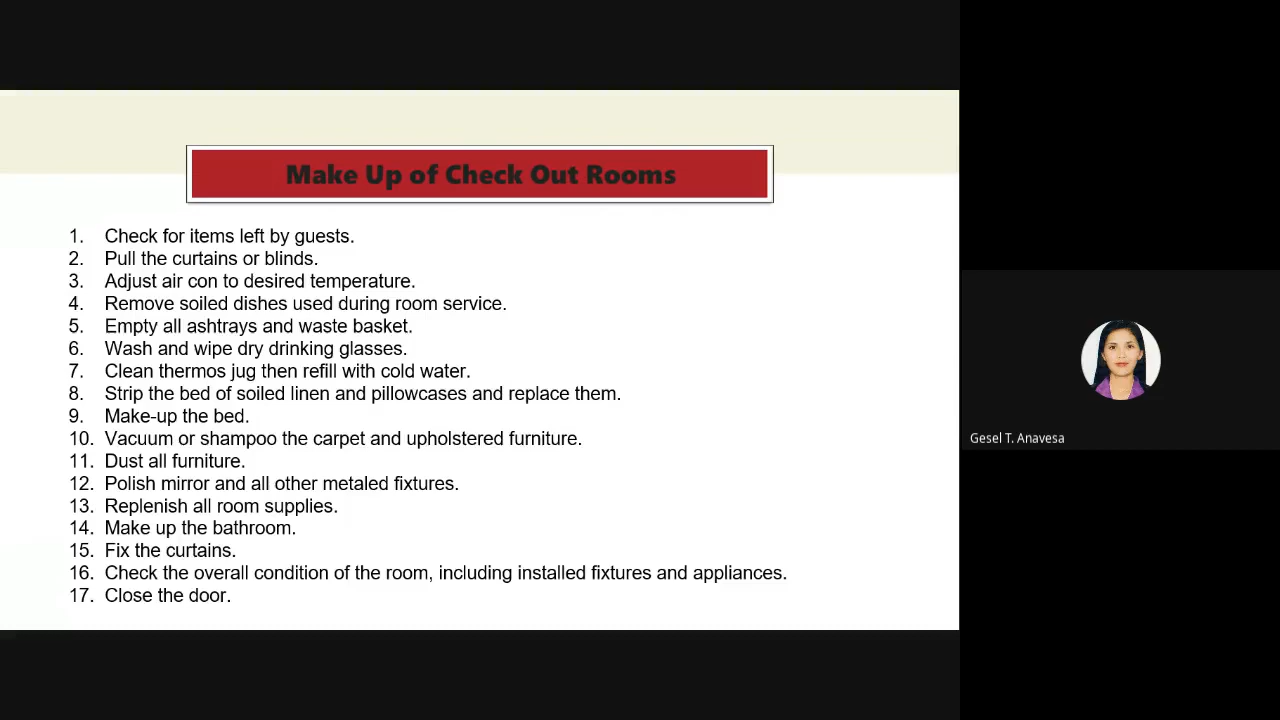 Make Up of Check Out Rooms
1. Check for items left by guests.
2. Pull the curtains or blinds.
3. Adjust air con to desired temperature.
4. Remove soiled dishes used during room service.
5. Empty all ashtrays and waste basket.
6. Wash and wipe dry drinking glasses.
7. Clean thermos jug then refill with cold water.
8. Strip the bed of soiled linen and pillowcases and replace them.
9. Make-up the bed.
10. Vacuum or shampoo the carpet and upholstered furniture.
11. Dust all furniture.
12. Polish mirror and all other metaled fixtures.
13. Replenish all room supplies.
14. Make up the bathroom.
15. Fix the curtains.
16. Check the overall condition of the room, including installed fixtures and appliances.
17. Close the door.
Gesel T. Anavesa